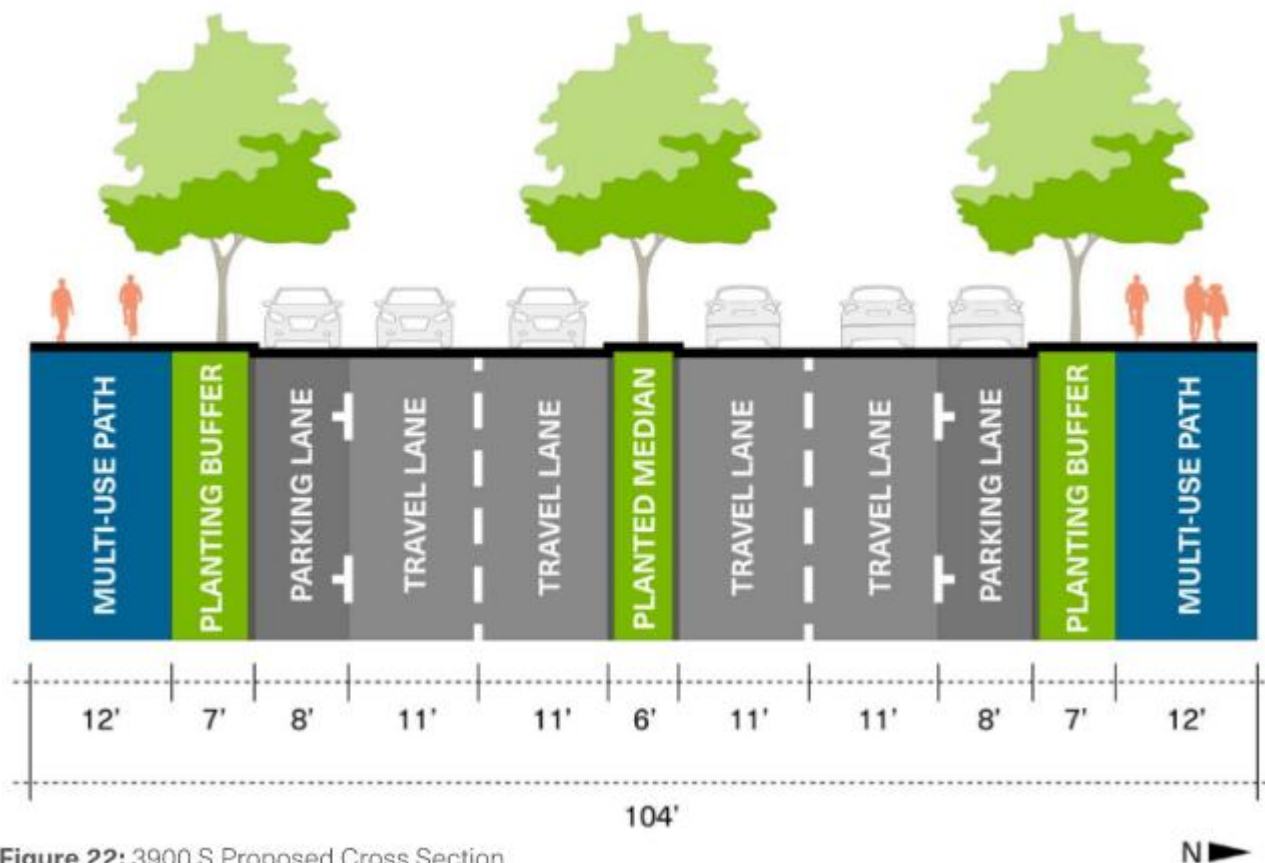 MULTI-USE PATH
PLANTING BUFFER
PARKING LANE
TRAVEL LANE
TRAVEL LANE
PLANTED MEDIAN
TRAVEL LANE
TRAVEL LANE
PARKING LANE
PLANTING BUFFER
MULTI-USE PATH
12' 7' 8' 11' 11' 6' 11' 11' 8' 7' 12'
104'
Figure 22: 3900 S Proposed Cross Section
N